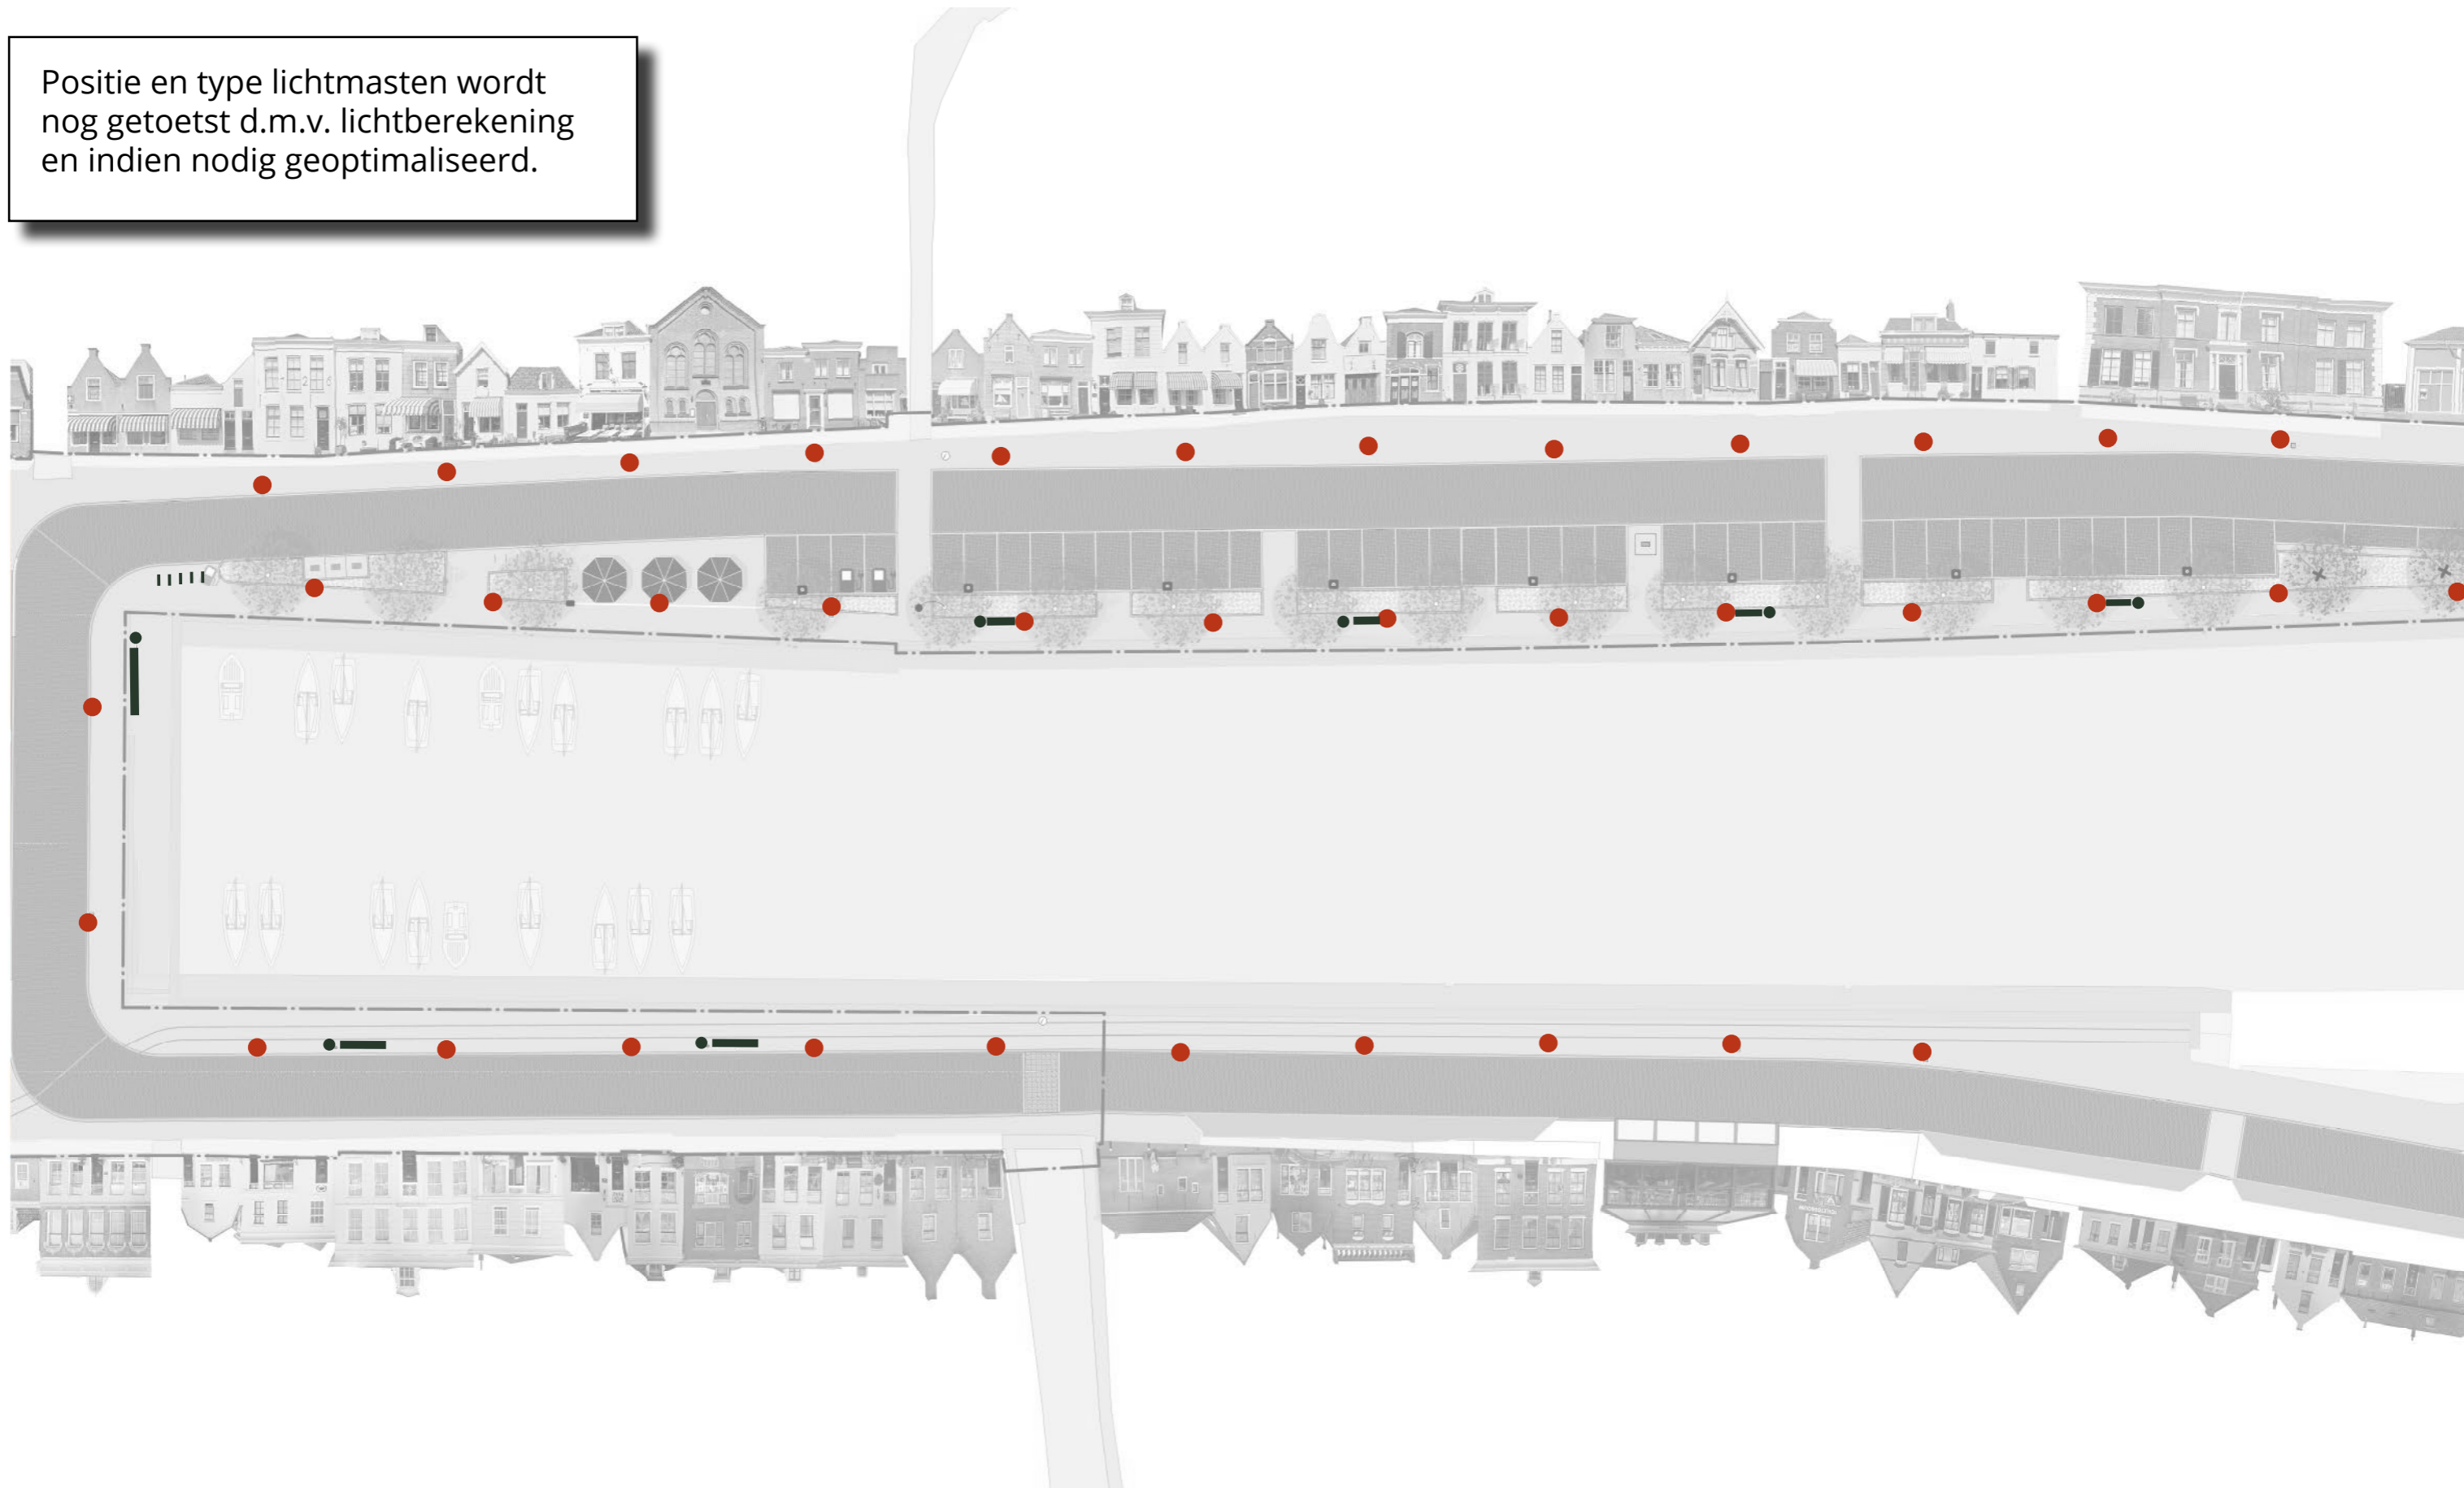 Positie en type lichtmasten wordt
nog getoetst d.m.v. lichtberekening
en indien nodig geoptimaliseerd.